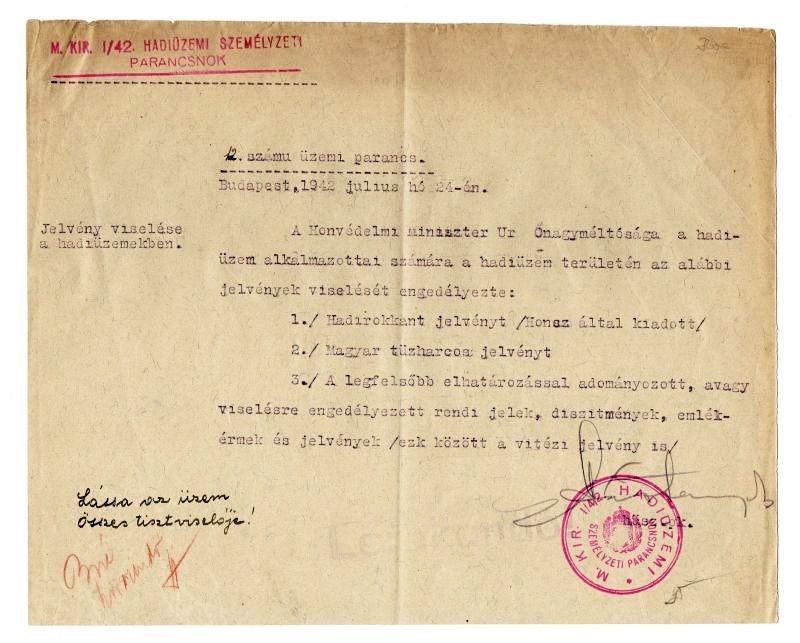 M. KIR. I/42. HADIÜZEMI SZEMÉLYZETI
PARANCSNOK
12. számu üzemi parancs.
Budapest, 1942 julius hó 24-én.
Jelvény viselése
a hadiüzemekben.
A Honvédelmi miniszter Ur Önagyméltósága a hadi-
üzem alkalmazottai számára a hadiüzem területén az alábbi
jelvények viselését engedélyezte:
1./ Hadirokkant jelvényt /Honsz által kiadott/
2./ Magyar tüzharcos jelvényt
3./ A legfelsőbb elhatározással adományozott, avagy
viselésre engedélyezett rendi jelek, diszitmények, emlék-
érmek és jelvények /ezk között a vitézi jelvény is/
Lássa az üzem
összes tisztviselője!
hüszp.k.
M. KIR. I/42. HADIÜZEMI
SZEMÉLYZETI PARANCSNOK